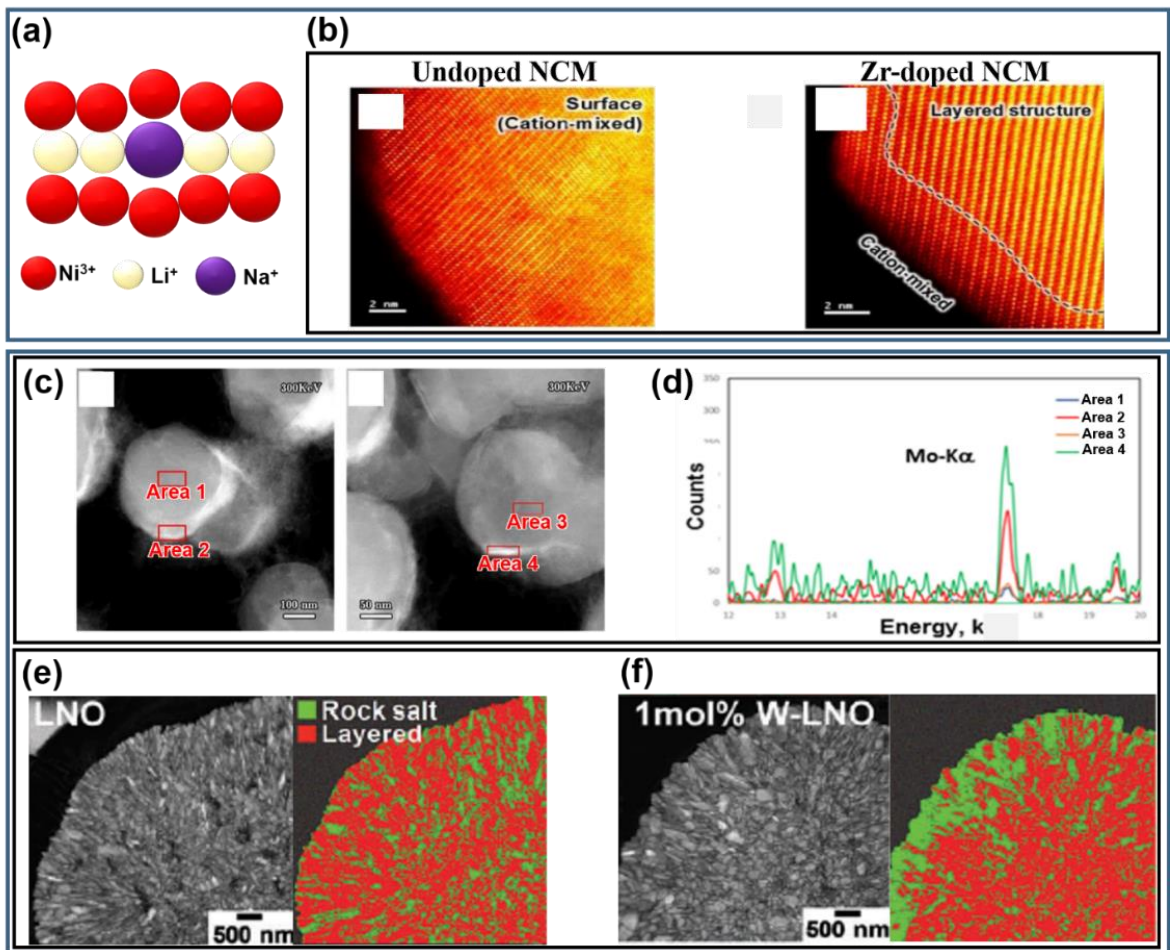 (a)
Ni3+
Li+
Na+
(b)
Undoped NCM
Surface
(Cation-mixed)
2 nm
Zr-doped NCM
Layered structure
Cation-mixed
2 nm
(c)
300KeV
Area 1
Area 2
100 nm
300KeV
Area 3
Area 4
50 nm
(d)
350
300
50
0
Counts
Mo-Kα
Area 1
Area 2
Area 3
Area 4
12
13
14
16
18
19
20
Energy, k
(e)
LNO
500 nm
Rock salt
Layered
(f)
1mol% W-LNO
500 nm